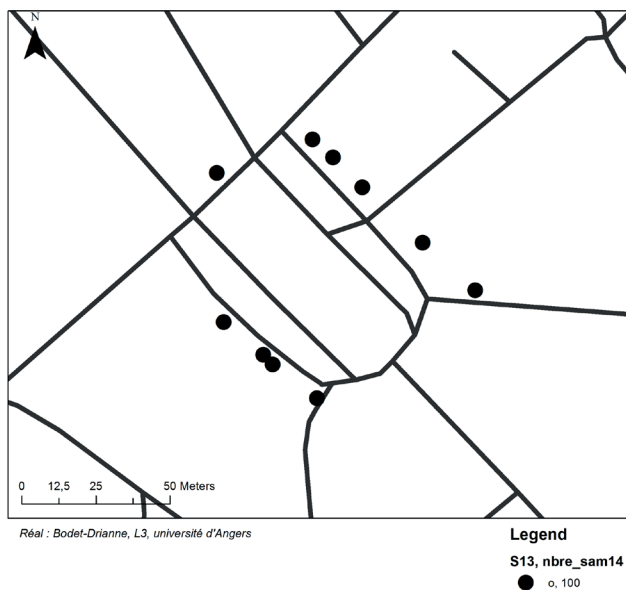 N
0 12,5 25 50 Meters
Réal : Bodet-Drianne, L3, université d'Angers
Legend
S13, nbre_sam14
o, 100